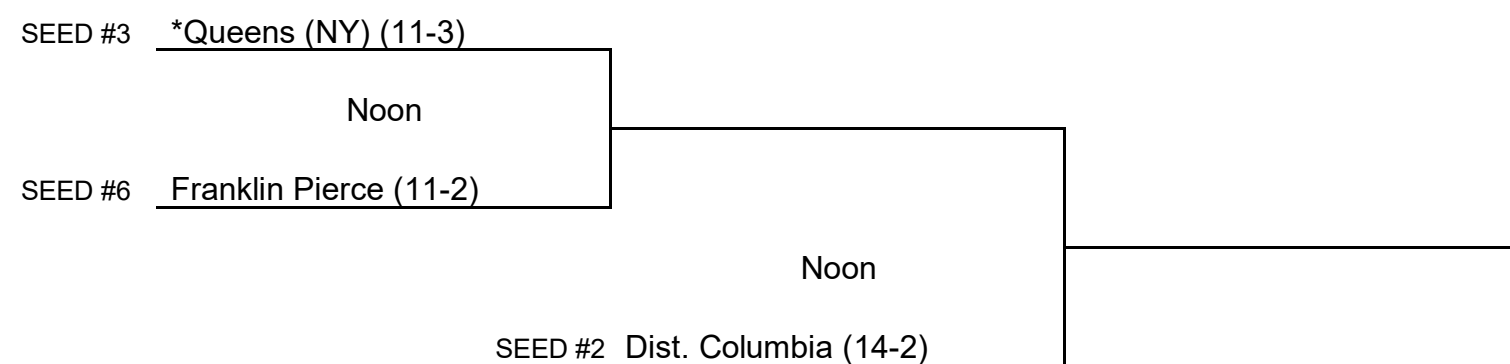 SEED #3 *Queens (NY) (11-3)
Noon
SEED #6 Franklin Pierce (11-2)
Noon
SEED #2 Dist. Columbia (14-2)